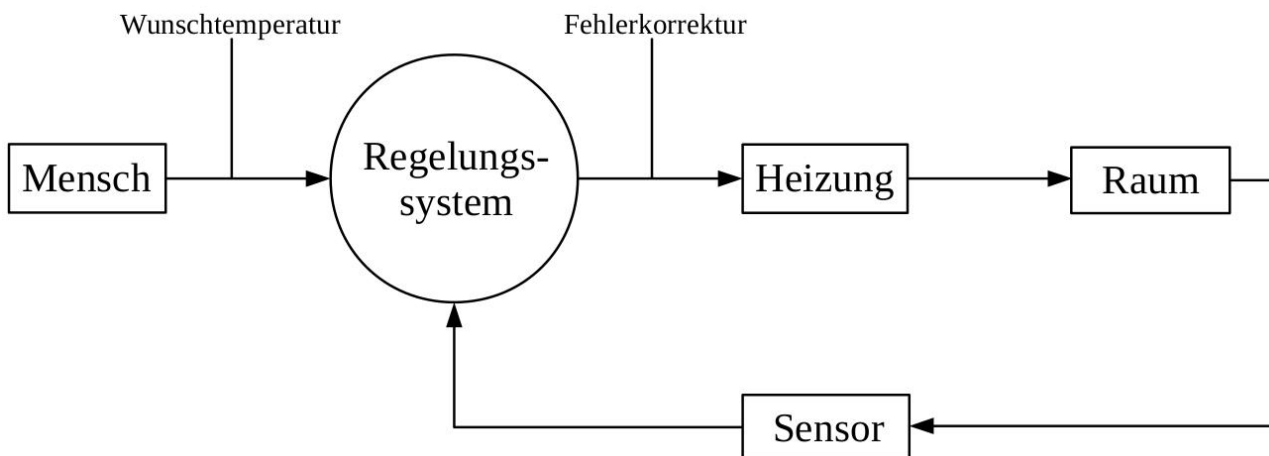 Wunschtemperatur
Fehlerkorrektur
Mensch
Regelungs-
system
Heizung
Raum
Sensor